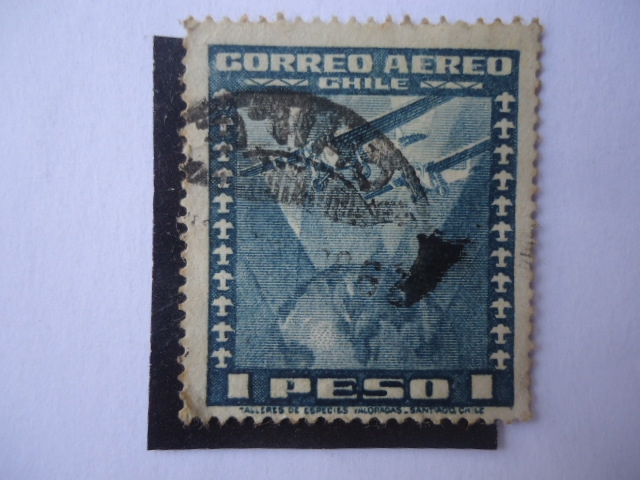 CORREO AEREO
CHILE
1 PESO 1
TALLERES DE ESPECIES VALORADAS - SANTIAGO, CHILE